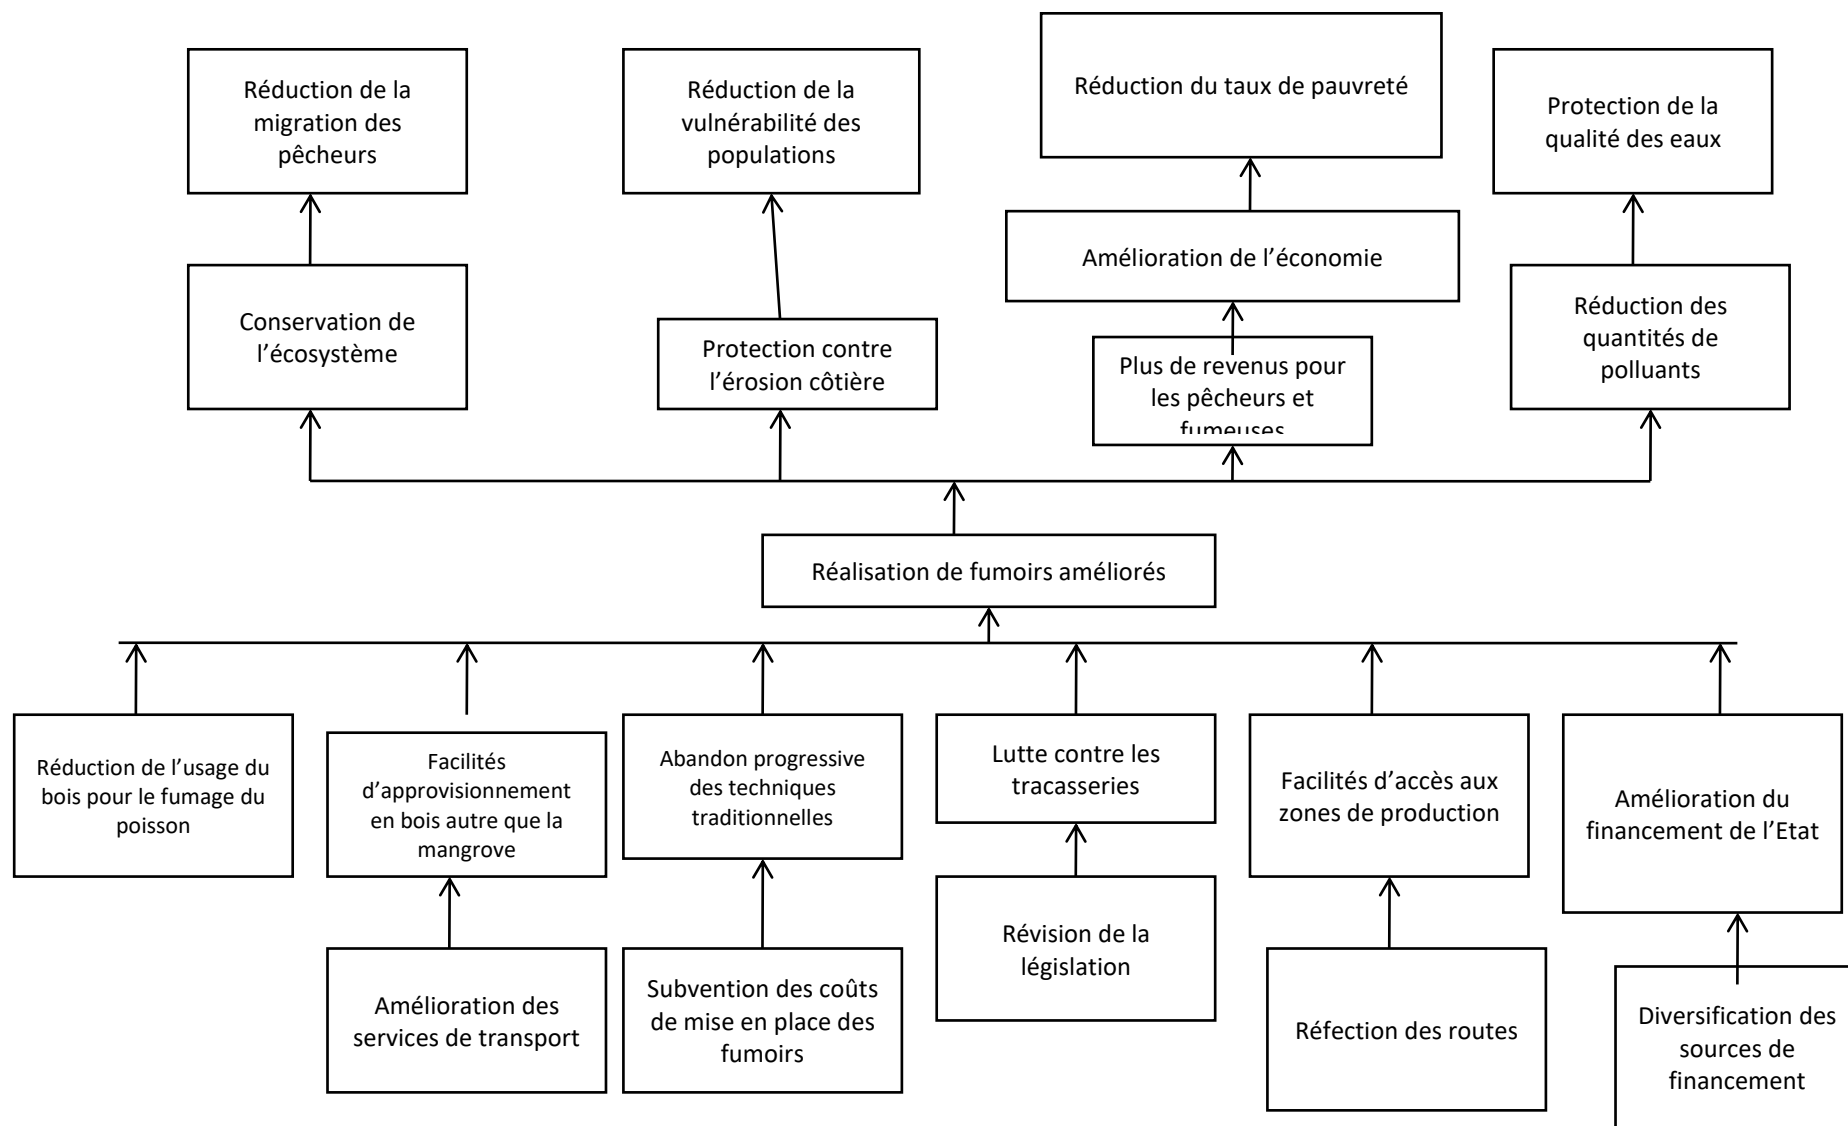 Réduction de la
migration des
pêcheurs
Réduction de la
vulnérabilité des
populations
Réduction du taux de pauvreté
Protection de la
qualité des eaux
Amélioration de l’économie
Conservation de
l’écosystème
Protection contre
l’érosion côtière
Plus de revenus pour
les pêcheurs et
fumeuses
Réduction des
quantités de
polluants
Réalisation de fumoirs améliorés
Réduction de l’usage du
bois pour le fumage du
poisson
Facilités
d’approvisionnement
en bois autre que la
mangrove
Abandon progressive
des techniques
traditionnelles
Lutte contre les
tracasseries
Facilités d’accès aux
zones de production
Amélioration du
financement de l’Etat
Amélioration des
services de transport
Subvention des coûts
de mise en place des
fumoirs
Révision de la
législation
Réfection des routes
Diversification des
sources de
financement